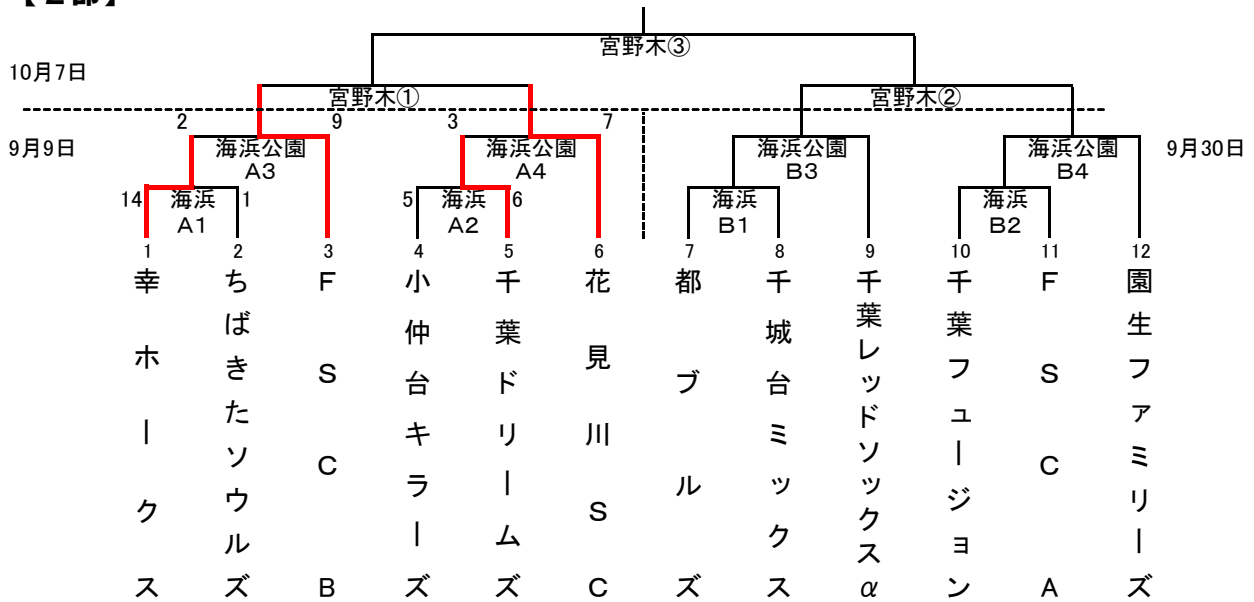 宮野木③
10月7日
宮野木① 宮野木②
2 9 3 7
9月9日 海浜公園 海浜公園 海浜公園 海浜公園 9月30日
A3 A4 B3 B4
14 海浜 1 5 海浜 6 海浜 海浜
A1 A2 B1 B2
1 2 3 4 5 6 7 8 9 10 11 12
幸ホークス
ちばきたソウルズ
FSCB
小仲台キラーズ
千葉ドリームズ
花見川SC
都ブルズ
千城台ミックス
千葉レッドソックスα
千葉フュージョン
FSCA
園生ファミリーズ